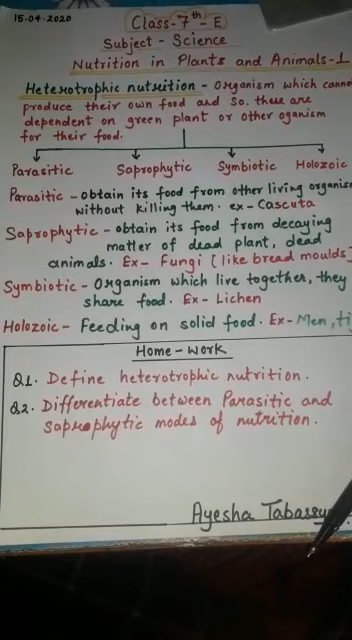 15-04-2020
Class-7th-E
Subject - Science
Nutrition in Plants and Animals-1
Heterotrophic nutrition - Organism which
produce their own food and so. these are
dependent on green plant or other oganism
for their food.
Parasitic Saprophytic Symbiotic Holozoic
Parasitic - obtain its food from other living
without killing them. ex - Cascuta
Saprophytic - obtain its food from decaying
matter of dead plant, dead
animals. Ex - Fungi (like bread moulds)
Symbiotic - Organism which live together, they
share food. Ex - Lichen
Holozoic - Feeding on solid food. Ex - Men,
Home-work
Q1. Define heterotrophic nutrition.
Q2. Differentiate between Parasitic and
saprophytic modes of nutrition.
Ayesha